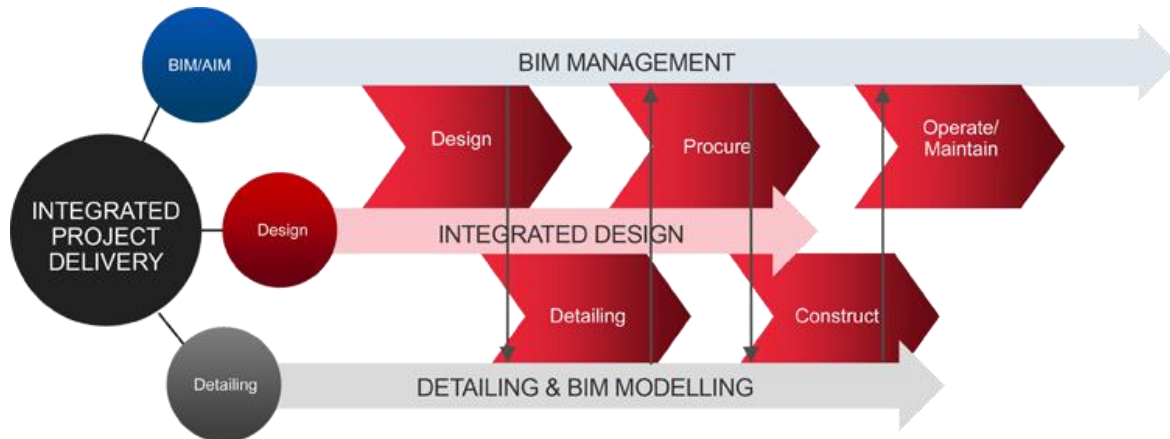 BIM/AIM
BIM MANAGEMENT
Design
Procure
Operate/
Maintain
INTEGRATED
PROJECT
DELIVERY
Design
INTEGRATED DESIGN
Detailing
Construct
Detailing
DETAILING & BIM MODELLING